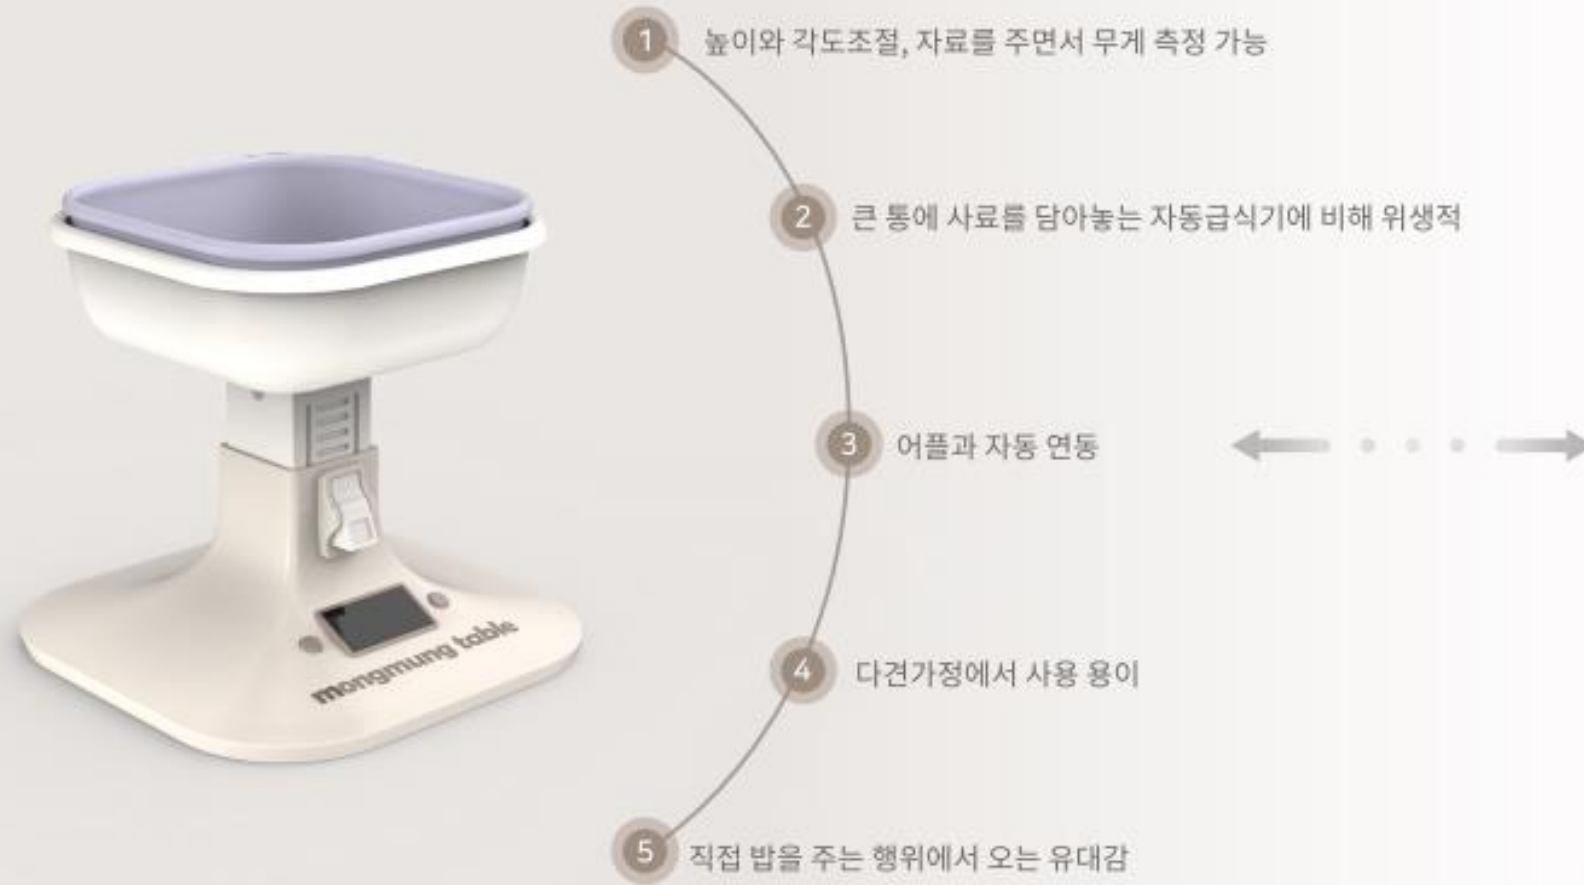 1 높이와 각도조절, 자료를 주면서 무게 측정 가능
2 큰 통에 사료를 담아놓는 자동급식기에 비해 위생적
3 어플과 자동 연동
mongmung table
4 다견가정에서 사용 용이
5 직접 밥을 주는 행위에서 오는 유대감